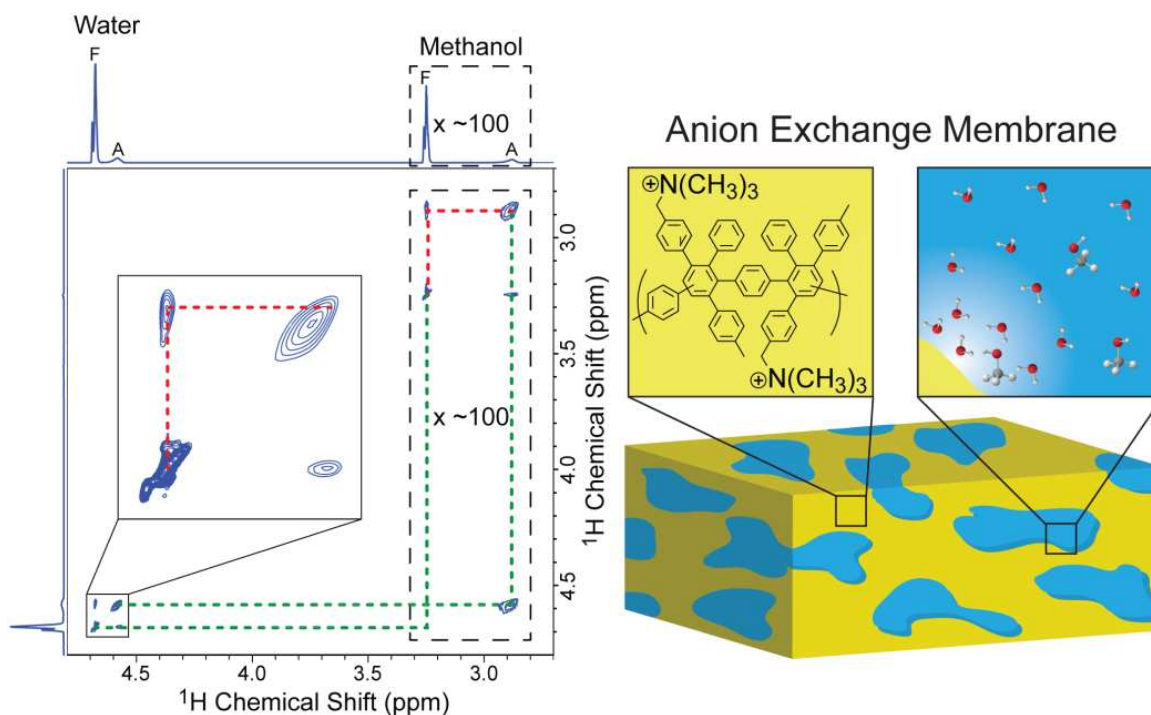 Water
F
A
Methanol
F
x ~100
A
3.0
3.5
4.0
4.5
¹H Chemical Shift (ppm)
x ~100
4.5 4.0 3.5 3.0
¹H Chemical Shift (ppm)
Anion Exchange Membrane
⊕N(CH₃)₃
⊕N(CH₃)₃